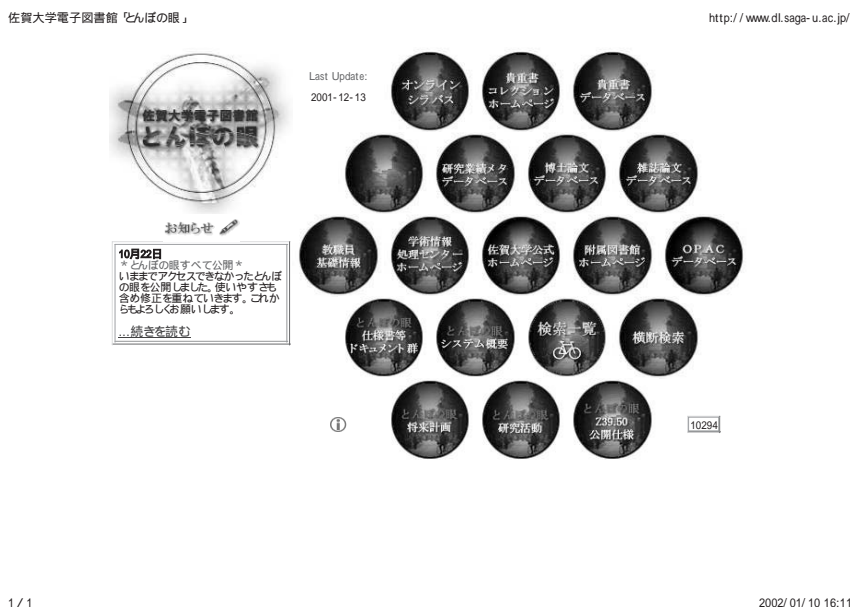 佐賀大学電子図書館「とんぼの眼」
http://www.dl.saga-u.ac.jp/
佐賀大学電子図書館
とんぼの眼
Last Update:
2001-12-13
オンライン
シラバス
貴重書
コレクション
ホームページ
貴重書
データベース
研究業績メタ
データベース
博士論文
データベース
雑誌論文
データベース
お知らせ
10月22日
*とんぼの眼すべて公開*
いままでアクセスできなかったとんぼ
の眼を公開しました。使いやすさも
含め修正を重ねていきます。これか
らもよろしくお願いします。
...続きを読む
教職員
基礎情報
学術情報
処理センター
ホームページ
佐賀大学公式
ホームページ
附属図書館
ホームページ
OPAC
データベース
とんぼの眼
仕様書等
ドキュメント群
とんぼの眼
システム概要
検索一覧
横断検索
とんぼの眼
将来計画
とんぼの眼
研究活動
とんぼの眼
Z39.50
公開仕様
10294
1 / 1
2002/01/10 16:11